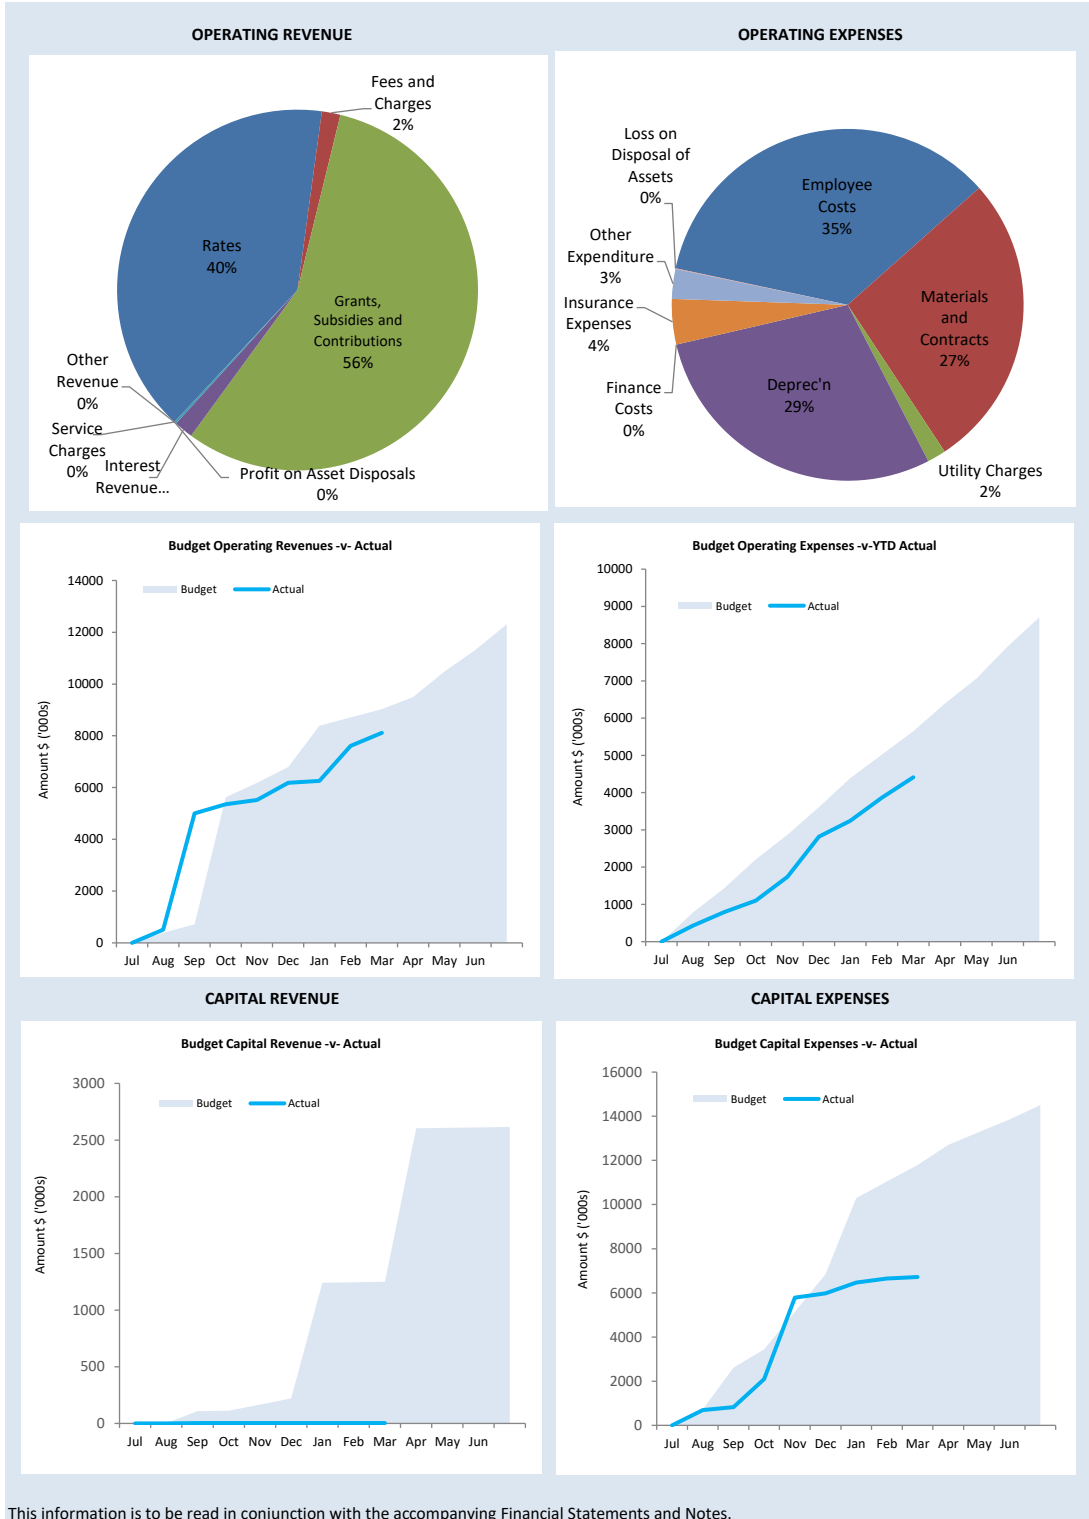 OPERATING REVENUE
Fees and
Charges
2%
Rates
40%
Grants,
Subsidies and
Contributions
56%
Other
Revenue
0%
Service
Charges
0%
Interest
Revenue...
Profit on Asset Disposals
0%
OPERATING EXPENSES
Loss on
Disposal of
Assets
0%
Employee
Costs
35%
Other
Expenditure
3%
Insurance
Expenses
4%
Materials
and
Contracts
27%
Finance
Costs
0%
Deprec'n
29%
Utility Charges
2%
Budget Operating Revenues -v- Actual
Budget
Actual
Amount $ ('000s)
14000
12000
10000
8000
6000
4000
2000
0
Jul Aug Sep Oct Nov Dec Jan Feb Mar Apr May Jun
Budget Operating Expenses -v-YTD Actual
Budget
Actual
Amount $ ('000s)
10000
9000
8000
7000
6000
5000
4000
3000
2000
1000
0
Jul Aug Sep Oct Nov Dec Jan Feb Mar Apr May Jun
CAPITAL REVENUE
Budget Capital Revenue -v- Actual
Budget
Actual
Amount $ ('000s)
3000
2500
2000
1500
1000
500
0
Jul Aug Sep Oct Nov Dec Jan Feb Mar Apr May Jun
CAPITAL EXPENSES
Budget Capital Expenses -v- Actual
Budget
Actual
Amount $ ('000s)
16000
14000
12000
10000
8000
6000
4000
2000
0
Jul Aug Sep Oct Nov Dec Jan Feb Mar Apr May Jun
This information is to be read in conjunction with the accompanying Financial Statements and Notes.